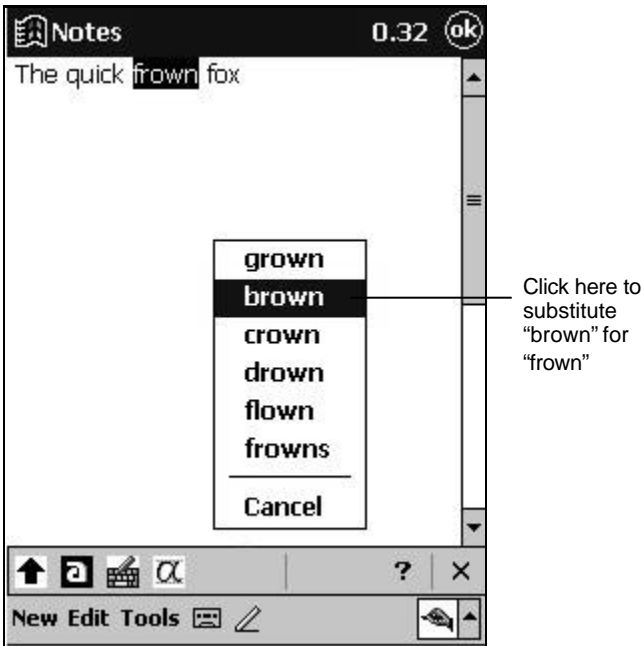 Notes 0.32 ok
The quick frown fox
grown
brown
crown
drown
flown
frowns
Cancel
Click here to
substitute
“brown” for
“frown”
a α ? ×
New Edit Tools